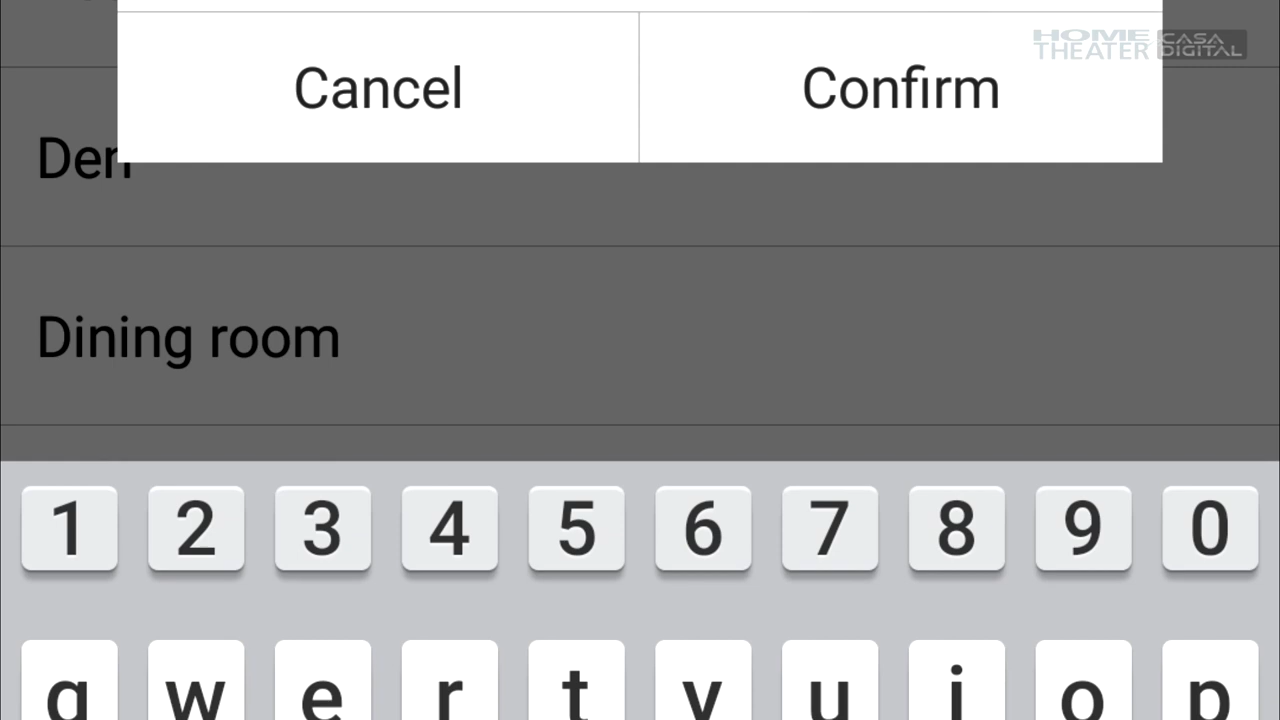 HOME CASA
THEATER DIGITAL
Cancel Confirm
Den
Dining room
1 2 3 4 5 6 7 8 9 0
q w e r t y u i o p